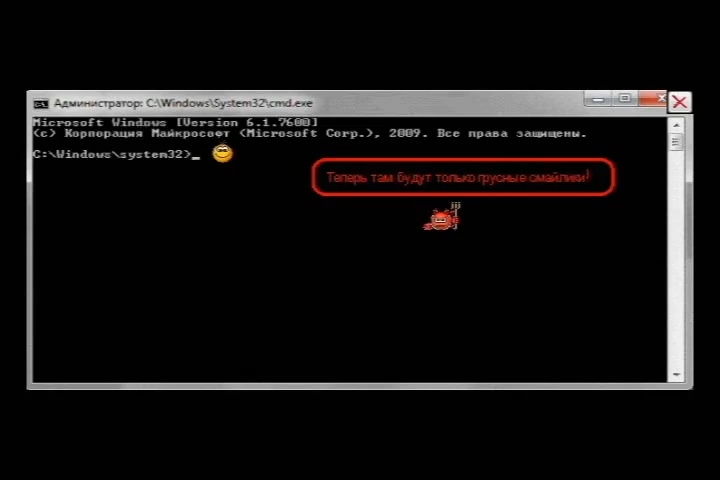 Администратор: C:\Windows\System32\cmd.exe
Microsoft Windows [Version 6.1.7600]
(c) Корпорация Майкрософт (Microsoft Corp.), 2009. Все права защищены.
C:\Windows\system32>_
Теперь там будут только грусные смайлики!